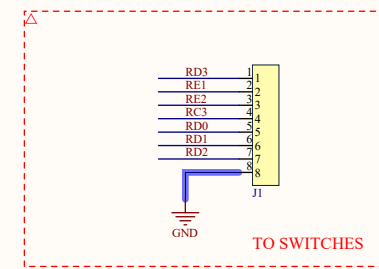 RD3 1 1
RE1 2 2
RE2 3 3
RC3 4 4
RD0 5 5
RD1 6 6
RD2 7 7
8 8
J1
GND
TO SWITCHES